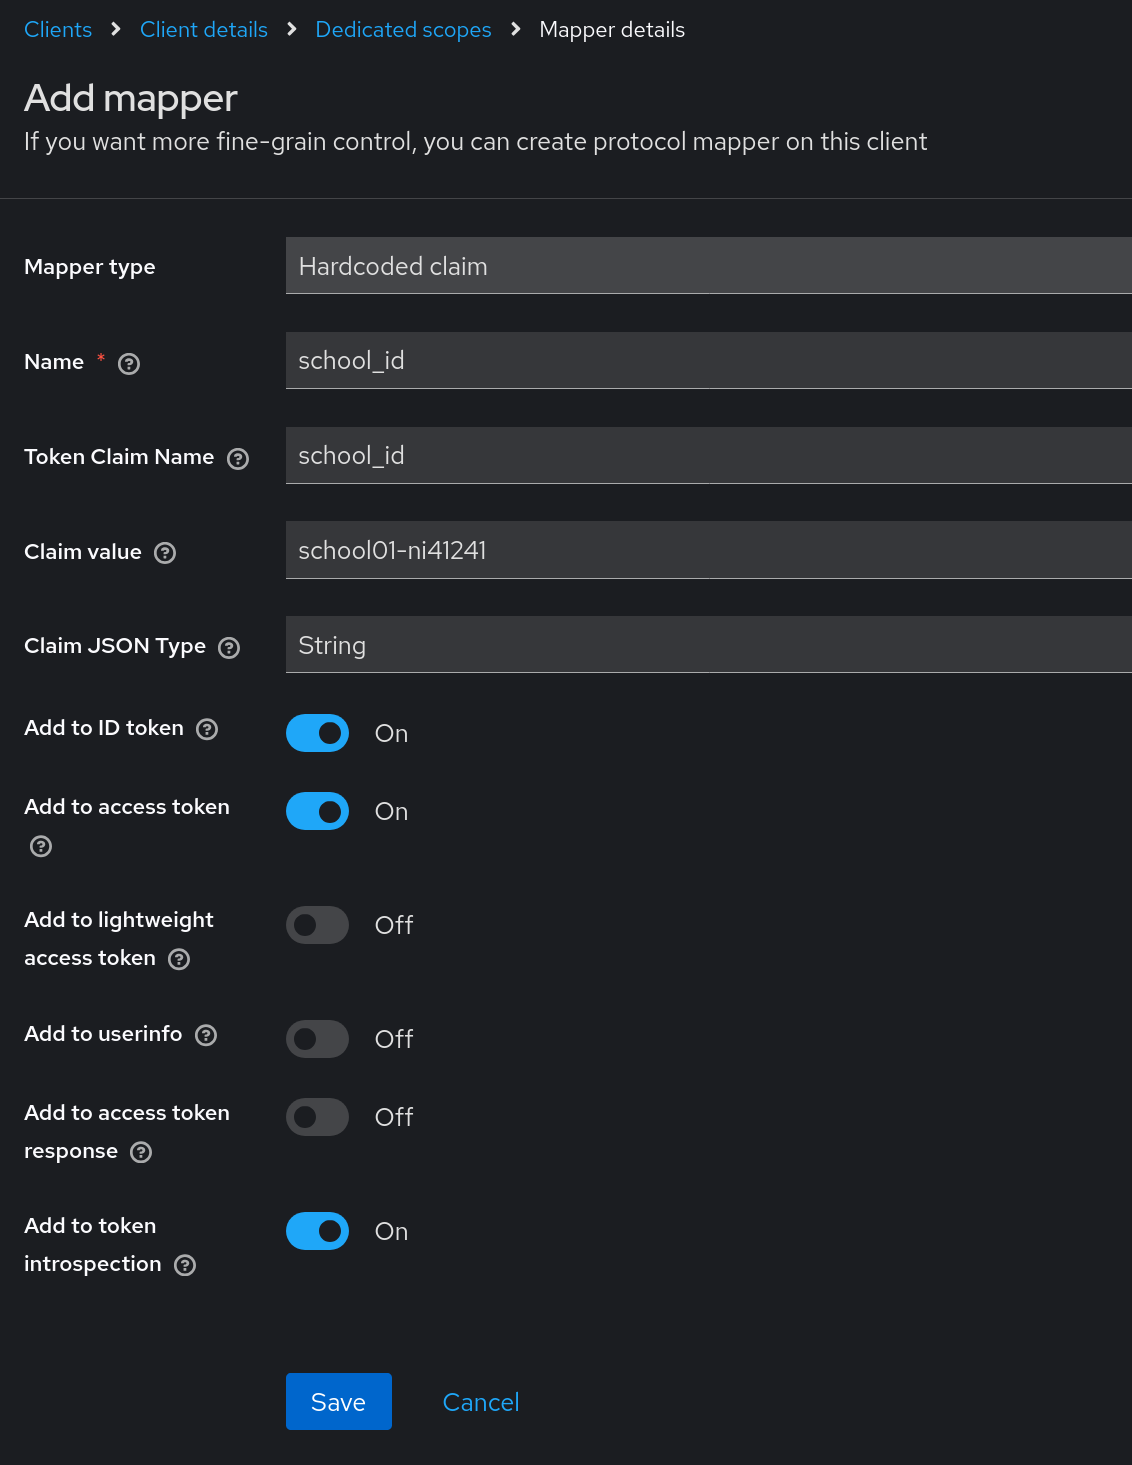 Clients > Client details > Dedicated scopes > Mapper details
Add mapper
If you want more fine-grain control, you can create protocol mapper on this client
Mapper type
Hardcoded claim
Name *
school_id
Token Claim Name
school_id
Claim value
school01-ni41241
Claim JSON Type
String
Add to ID token
On
Add to access token
On
Add to lightweight
access token
Off
Add to userinfo
Off
Add to access token
response
Off
Add to token
introspection
On
Save
Cancel